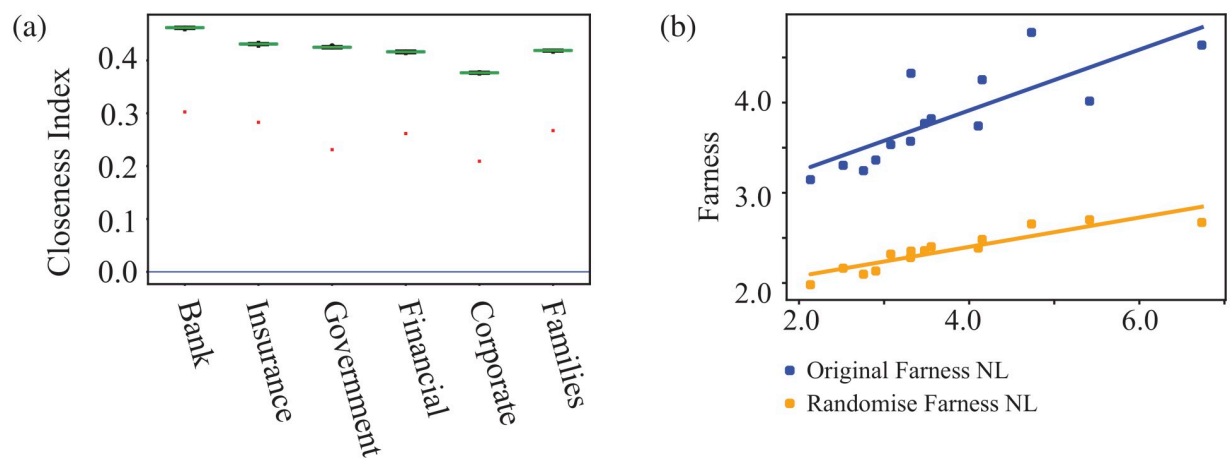 (a)
Closeness Index
0.4
0.3
0.2
0.1
0.0
Bank
Insurance
Government
Financial
Corporate
Families
(b)
Farness
4.0
3.0
2.0
2.0 4.0 6.0
Original Farness NL
Randomise Farness NL